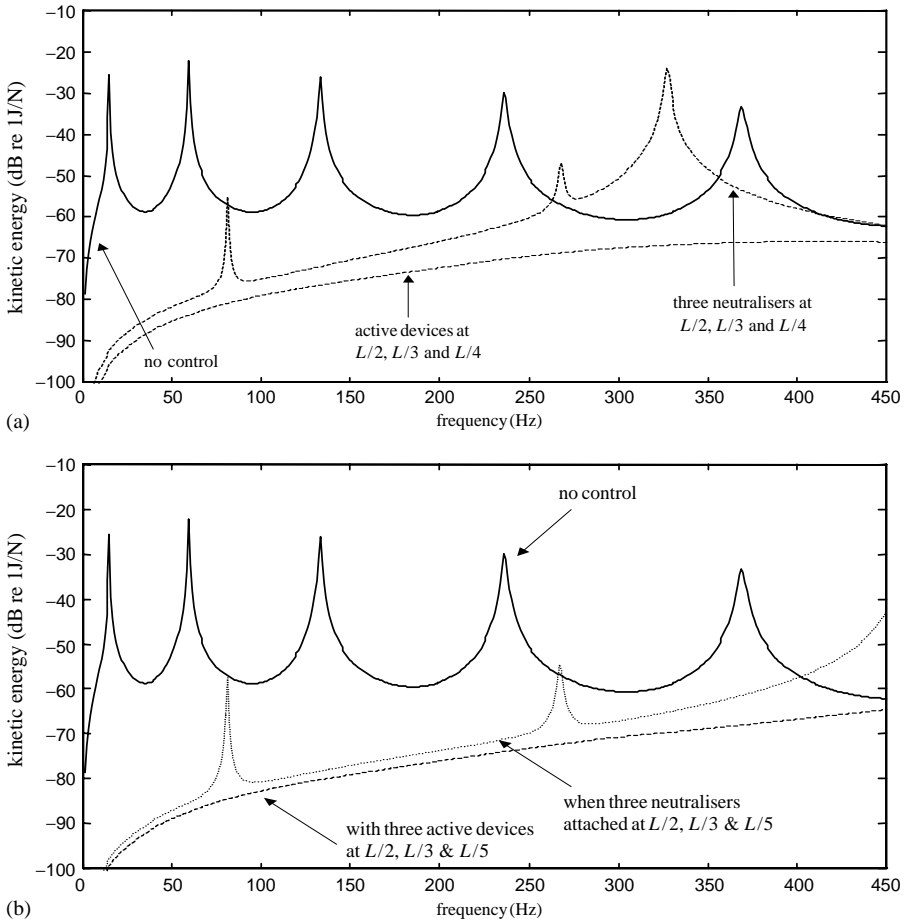 −10
−20
−30
−40
−50
−60
−70
−80
−90
−100
kinetic energy (dB re 1J/N)
no control
active devices at
L/2, L/3 and L/4
three neutralisers at
L/2, L/3 and L/4
0 50 100 150 200 250 300 350 400 450
frequency (Hz)
(a)
−10
−20
−30
−40
−50
−60
−70
−80
−90
−100
kinetic energy (dB re 1J/N)
no control
with three active devices
at L/2, L/3 & L/5
when three neutralisers
attached at L/2, L/3 & L/5
0 50 100 150 200 250 300 350 400 450
frequency (Hz)
(b)